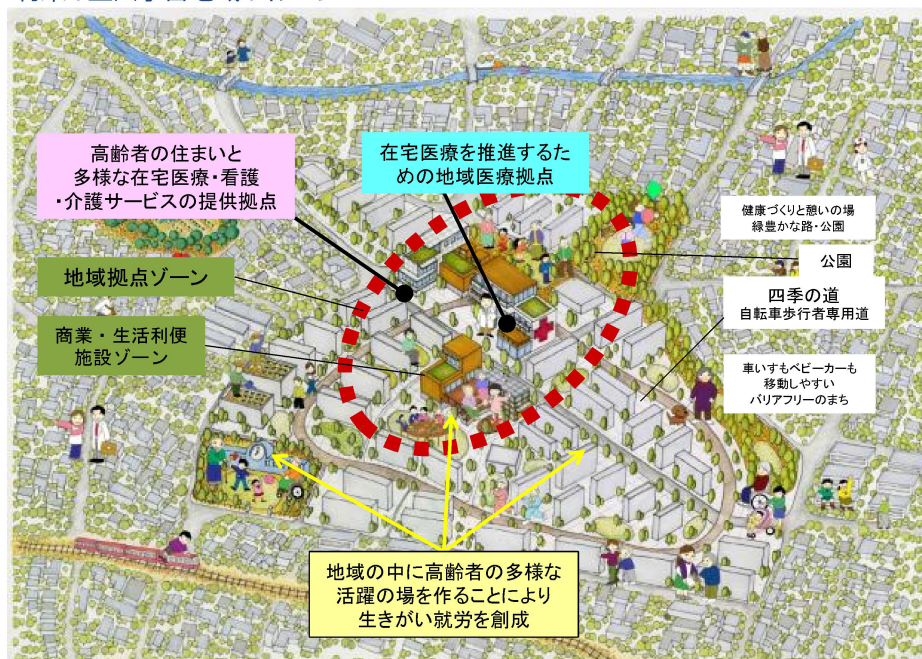 高齢者の住まいと
多様な在宅医療・看護
・介護サービスの提供拠点
在宅医療を推進するた
めの地域医療拠点
健康づくりと憩いの場
緑豊かな路・公園
公園
地域拠点ゾーン
四季の道
自転車歩行者専用道
商業・生活利便
施設ゾーン
車いすもベビーカーも
移動しやすい
バリアフリーのまち
地域の中に高齢者の多様な
活躍の場を作ることにより
生きがい就労を創成